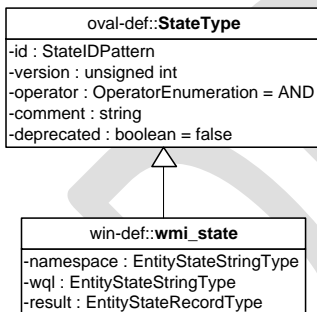 oval-def::StateType
-id : StateIDPattern
-version : unsigned int
-operator : OperatorEnumeration = AND
-comment : string
-deprecated : boolean = false
win-def::wmi_state
-namespace : EntityStateStringType
-wql : EntityStateStringType
-result : EntityStateRecordType